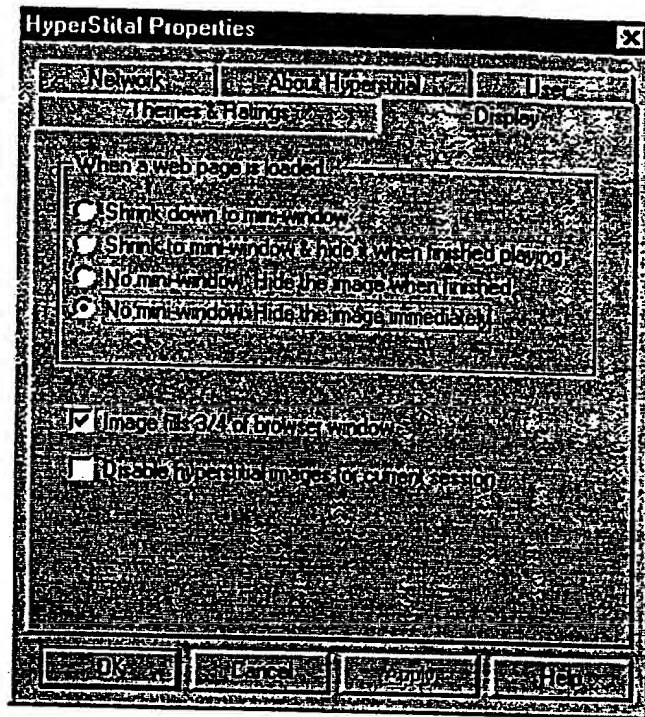 HyperStital Properties
Network About Hyperstitial User
Themes & Ratings Display
When a web page is loaded...
Shrink down to mini-window
Shrink to mini-window & hide it when finished playing
No mini-window. Hide the image when finished
No mini-window. Hide the image immediately
Image fills 3/4 of browser window
Disable hyperstitial images for current session
OK Cancel Apply Help